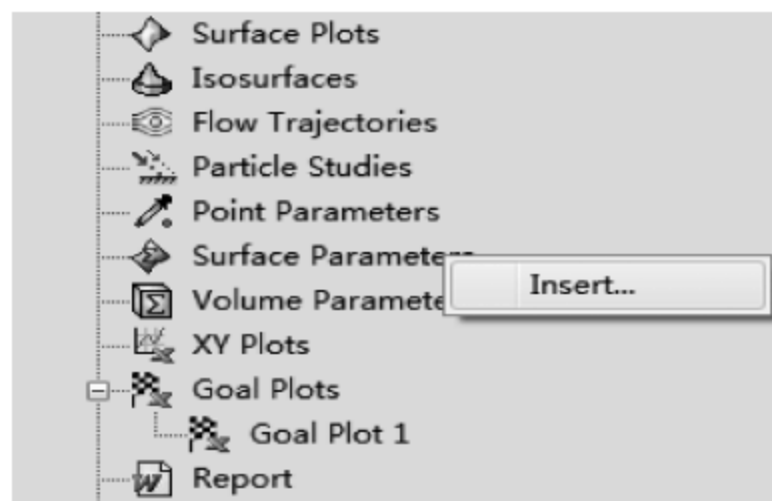 Surface Plots
Isosurfaces
Flow Trajectories
Particle Studies
Point Parameters
Surface Parameters
Insert...
Volume Paramete
XY Plots
Goal Plots
Goal Plot 1
Report